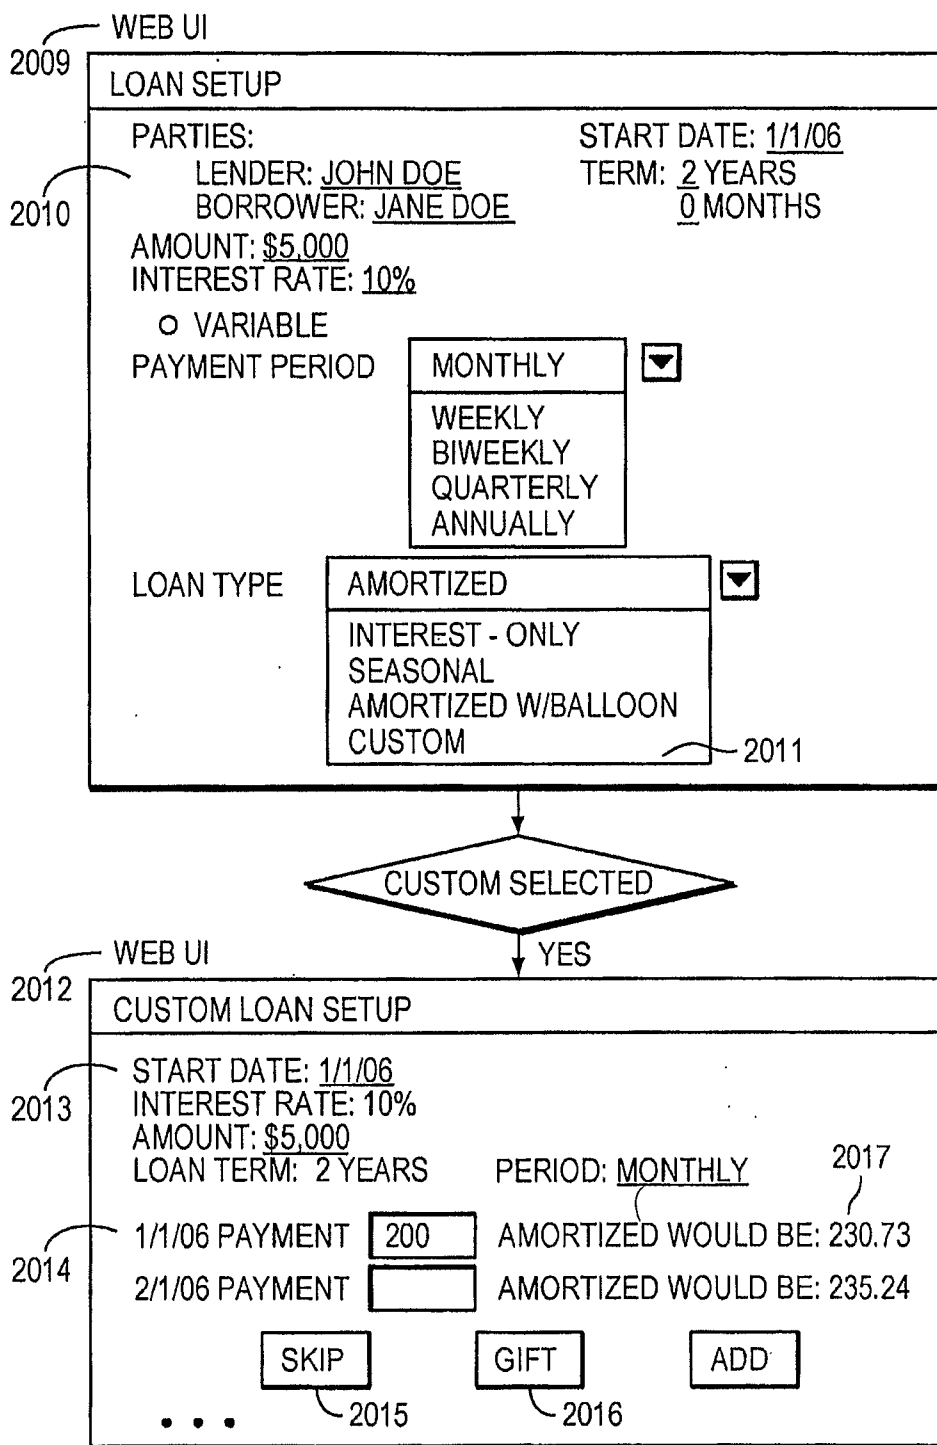 WEB UI
2009
LOAN SETUP
PARTIES:
START DATE: 1/1/06
LENDER: JOHN DOE
TERM: 2 YEARS
2010
BORROWER: JANE DOE
0 MONTHS
AMOUNT: $5,000
INTEREST RATE: 10%
VARIABLE
PAYMENT PERIOD
MONTHLY
WEEKLY
BIWEEKLY
QUARTERLY
ANNUALLY
LOAN TYPE
AMORTIZED
INTEREST - ONLY
SEASONAL
AMORTIZED W/BALLOON
CUSTOM
2011
CUSTOM SELECTED
YES
WEB UI
2012
CUSTOM LOAN SETUP
START DATE: 1/1/06
2013
INTEREST RATE: 10%
AMOUNT: $5,000
LOAN TERM: 2 YEARS
PERIOD: MONTHLY
2017
1/1/06 PAYMENT 200 AMORTIZED WOULD BE: 230.73
2014
2/1/06 PAYMENT AMORTIZED WOULD BE: 235.24
SKIP GIFT ADD
2015 2016
• • •